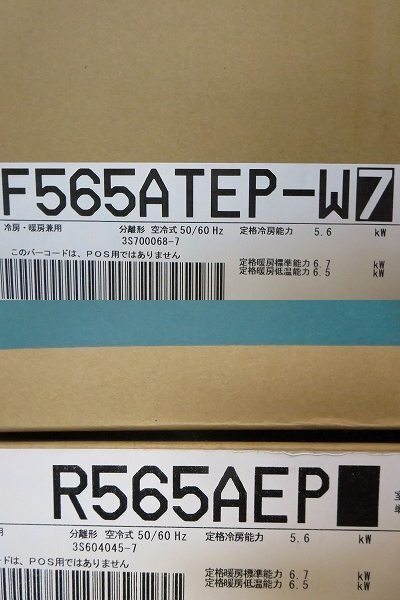 F565ATEP-W7
冷房・暖房兼用 分離形 空冷式 50/60 Hz 定格冷房能力 5.6 kW
3S700068-7
このバーコードは、POS用ではありません
定格暖房標準能力 6.7 kW
定格暖房低温能力 6.5 kW
R565AEP
用 分離形 空冷式 50/60 Hz 定格冷房能力 5.6 kW
3S604045-7
ードは、POS用ではありません
定格暖房標準能力 6.7 kW
定格暖房低温能力 6.5 kW